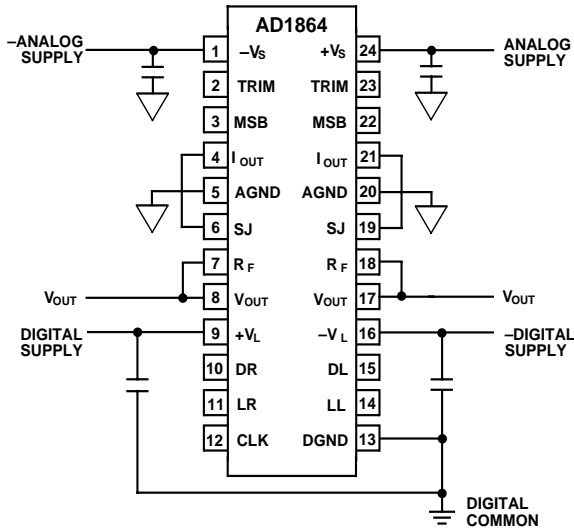 AD1864
–ANALOG
SUPPLY
1 –VS
+VS 24
ANALOG
SUPPLY
2 TRIM
TRIM 23
3 MSB
MSB 22
4 IOUT
IOUT 21
5 AGND
AGND 20
6 SJ
SJ 19
7 RF
RF 18
VOUT
8 VOUT
VOUT 17
VOUT
DIGITAL
SUPPLY
9 +VL
–VL 16
–DIGITAL
SUPPLY
10 DR
DL 15
11 LR
LL 14
12 CLK
DGND 13
DIGITAL
COMMON